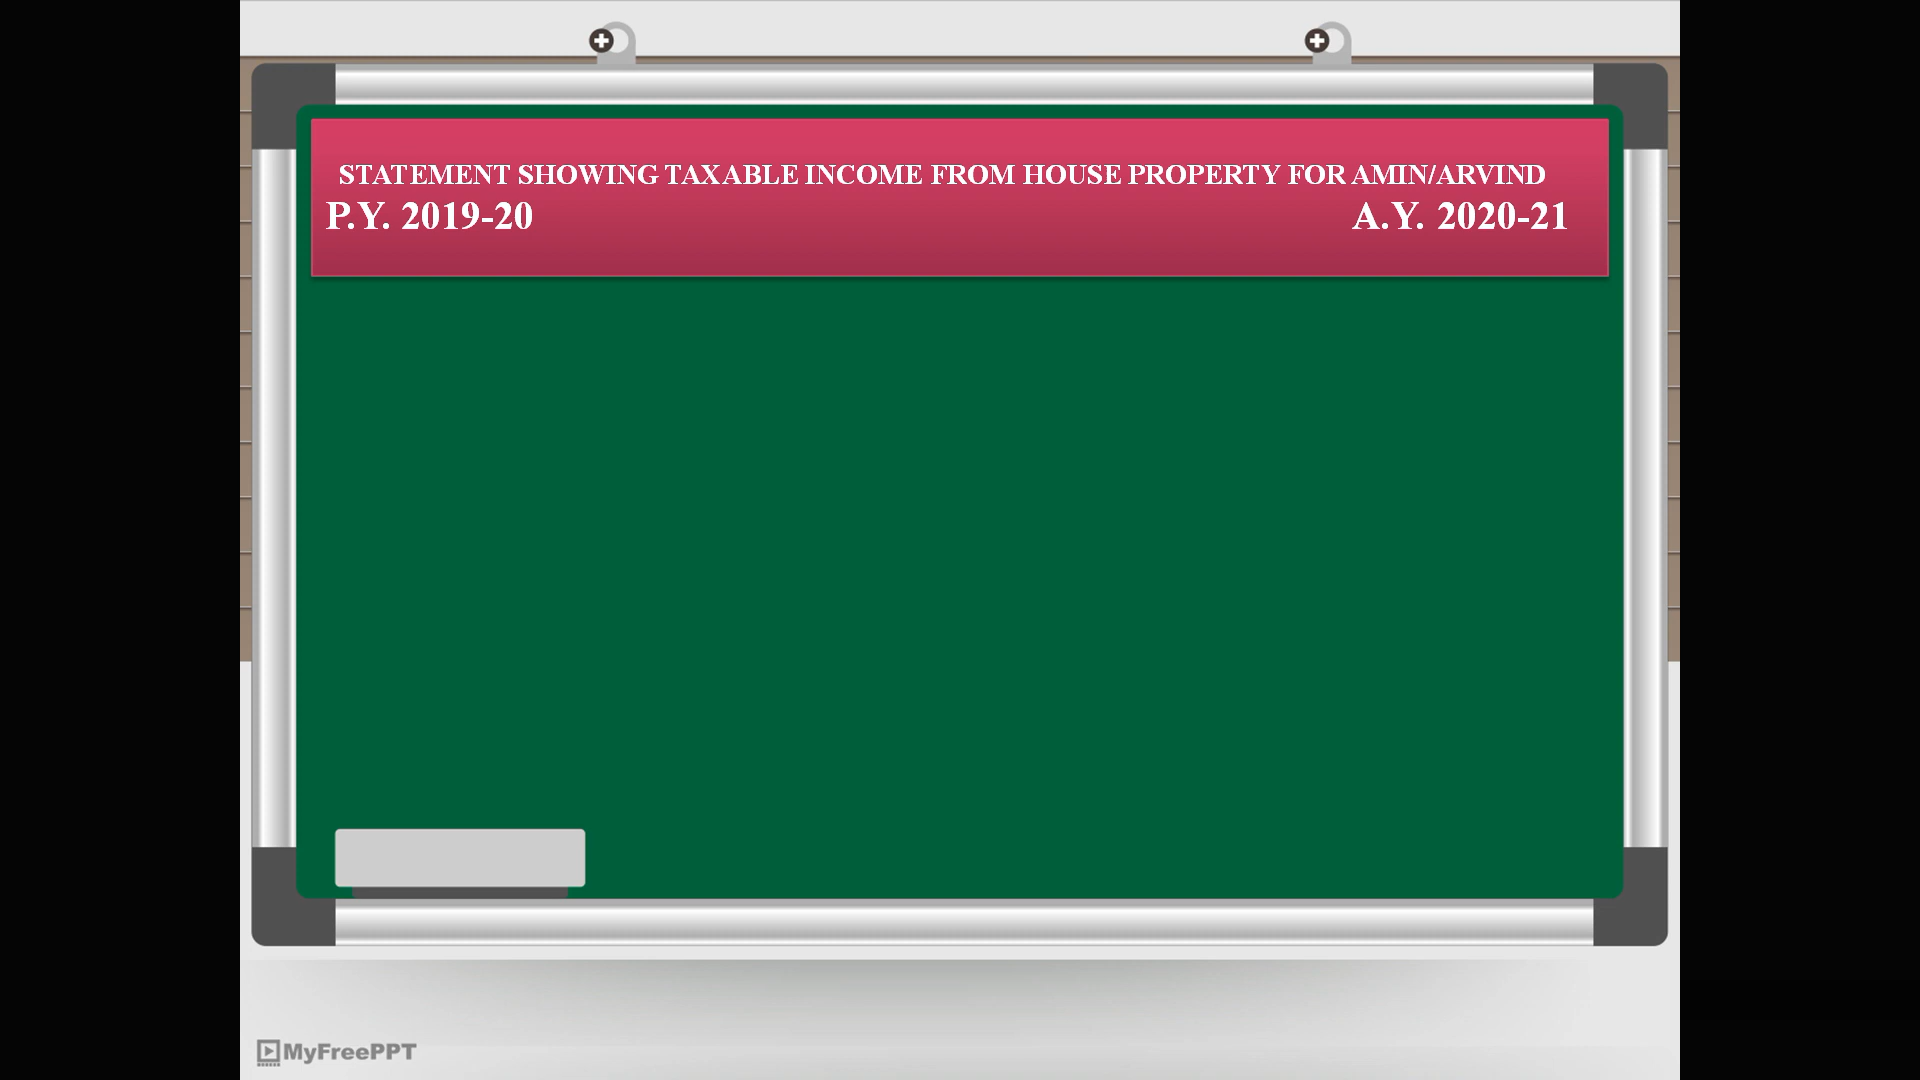 STATEMENT SHOWING TAXABLE INCOME FROM HOUSE PROPERTY FOR AMIN/ARVIND
P.Y. 2019-20 A.Y. 2020-21
MyFreePPT